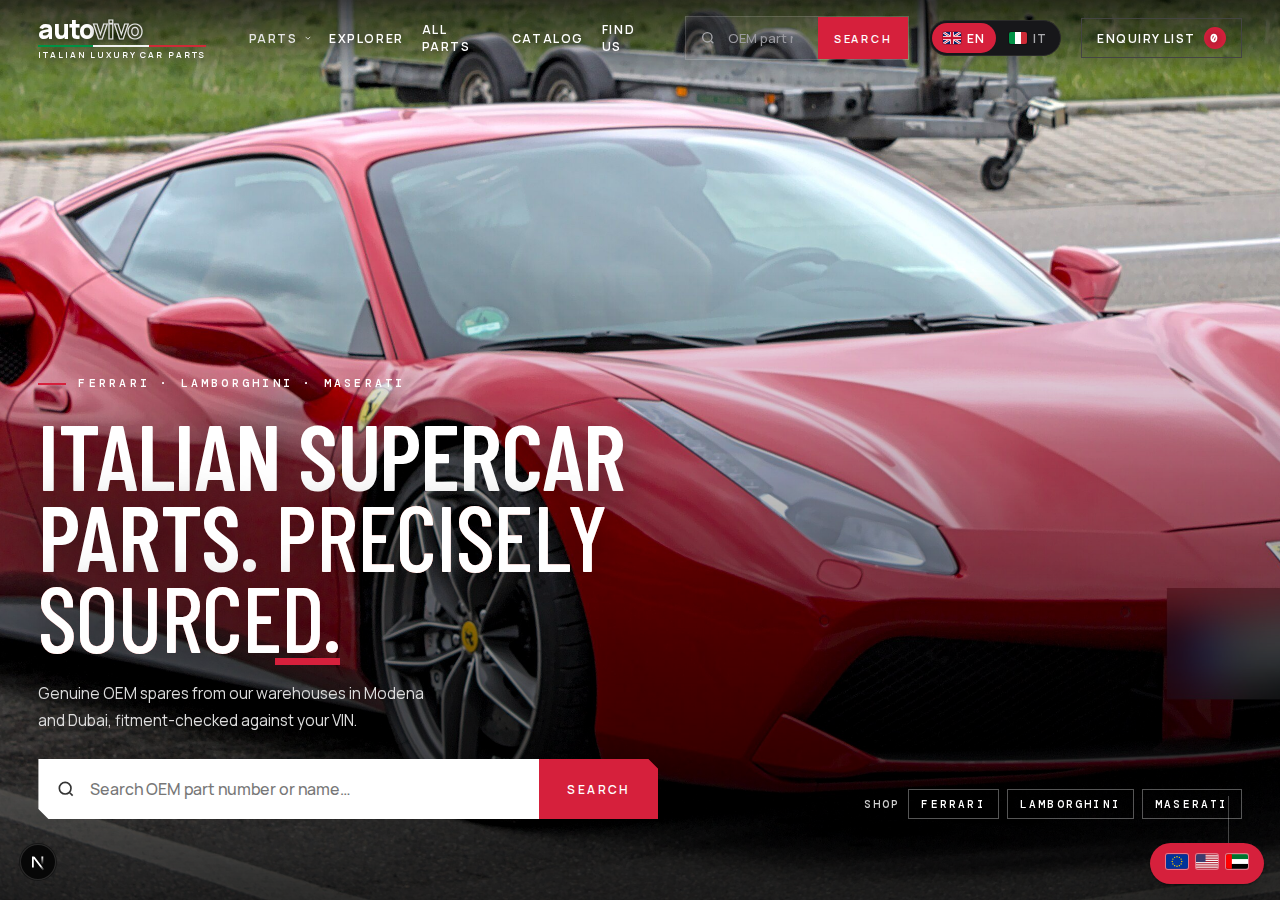 autovivo
ITALIAN LUXURY CAR PARTS
PARTS
EXPLORER
ALL PARTS
CATALOG
FIND US
OEM part r
SEARCH
EN
IT
ENQUIRY LIST 0
FERRARI · LAMBORGHINI · MASERATI
ITALIAN SUPERCAR
PARTS. PRECISELY
SOURCED.
Genuine OEM spares from our warehouses in Modena
and Dubai, fitment-checked against your VIN.
Search OEM part number or name...
SEARCH
SHOP
FERRARI
LAMBORGHINI
MASERATI
N